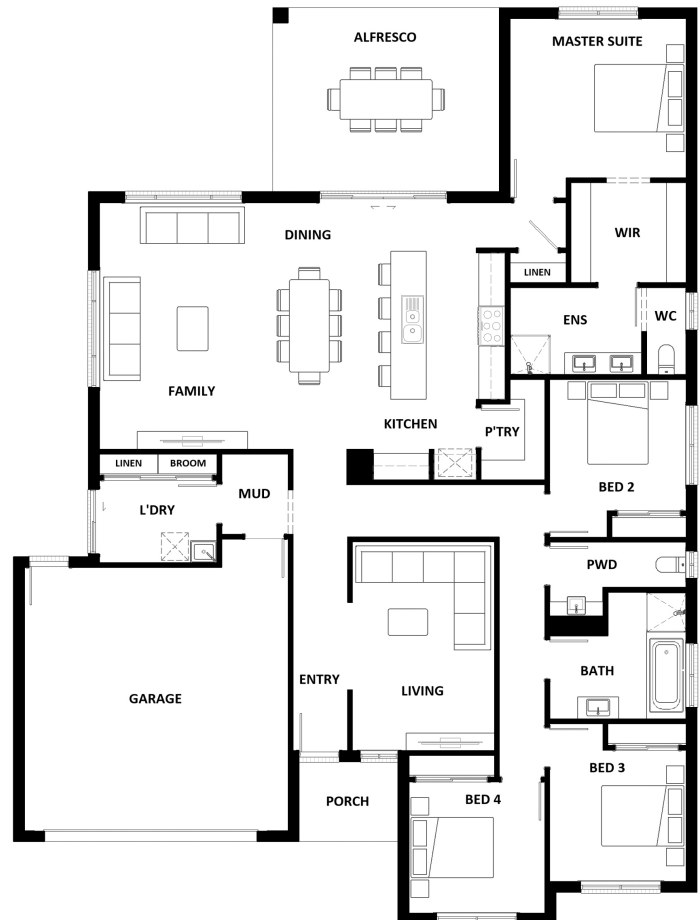 ALFRESCO
MASTER SUITE
DINING
WIR
LINEN
ENS
WC
FAMILY
KITCHEN
P'TRY
LINEN
BROOM
MUD
L'DRY
BED 2
PWD
GARAGE
ENTRY
LIVING
BATH
BED 3
PORCH
BED 4